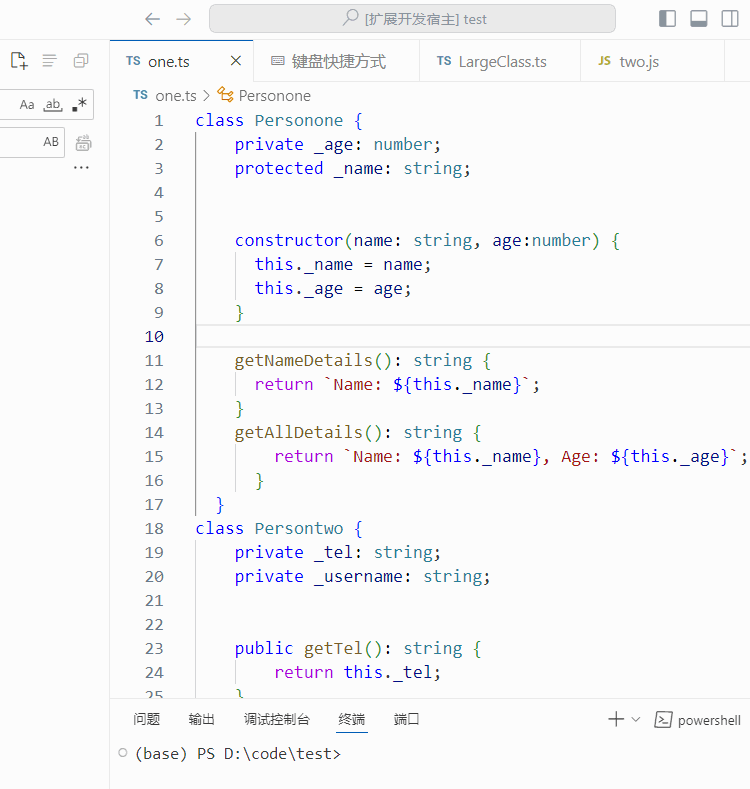 [扩展开发宿主] test
TS one.ts
键盘快捷方式
TS LargeClass.ts
JS two.js
TS one.ts > Personone
Aa ab .*
AB
...
1 class Personone {
2 private _age: number;
3 protected _name: string;
4
5
6 constructor(name: string, age:number) {
7 this._name = name;
8 this._age = age;
9 }
10
11 getNameDetails(): string {
12 return `Name: ${this._name}`;
13 }
14 getAllDetails(): string {
15 return `Name: ${this._name}, Age: ${this._age}`;
16 }
17 }
18 class Persontwo {
19 private _tel: string;
20 private _username: string;
21
22
23 public getTel(): string {
24 return this._tel;
25 }
问题 输出 调试控制台 终端 端口
powershell
(base) PS D:\code\test>